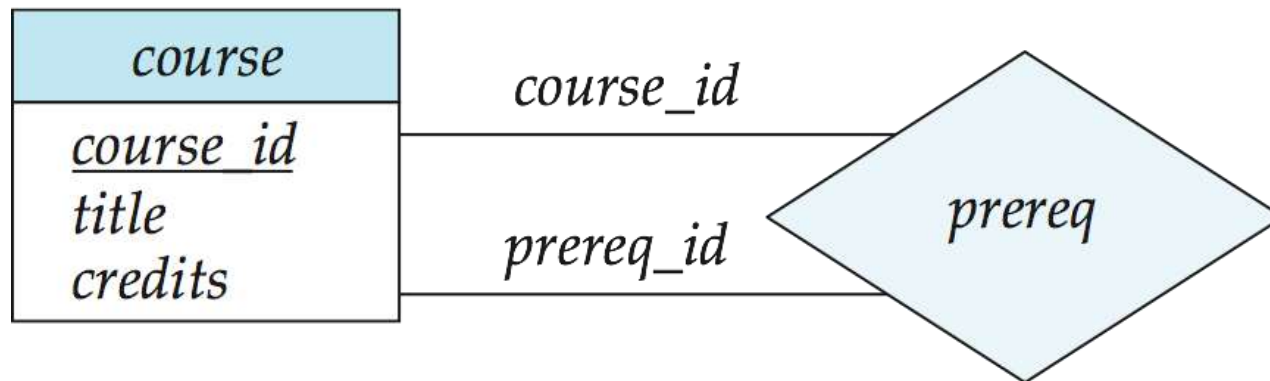 course
course_id
title
credits
course_id
prereq_id
prereq